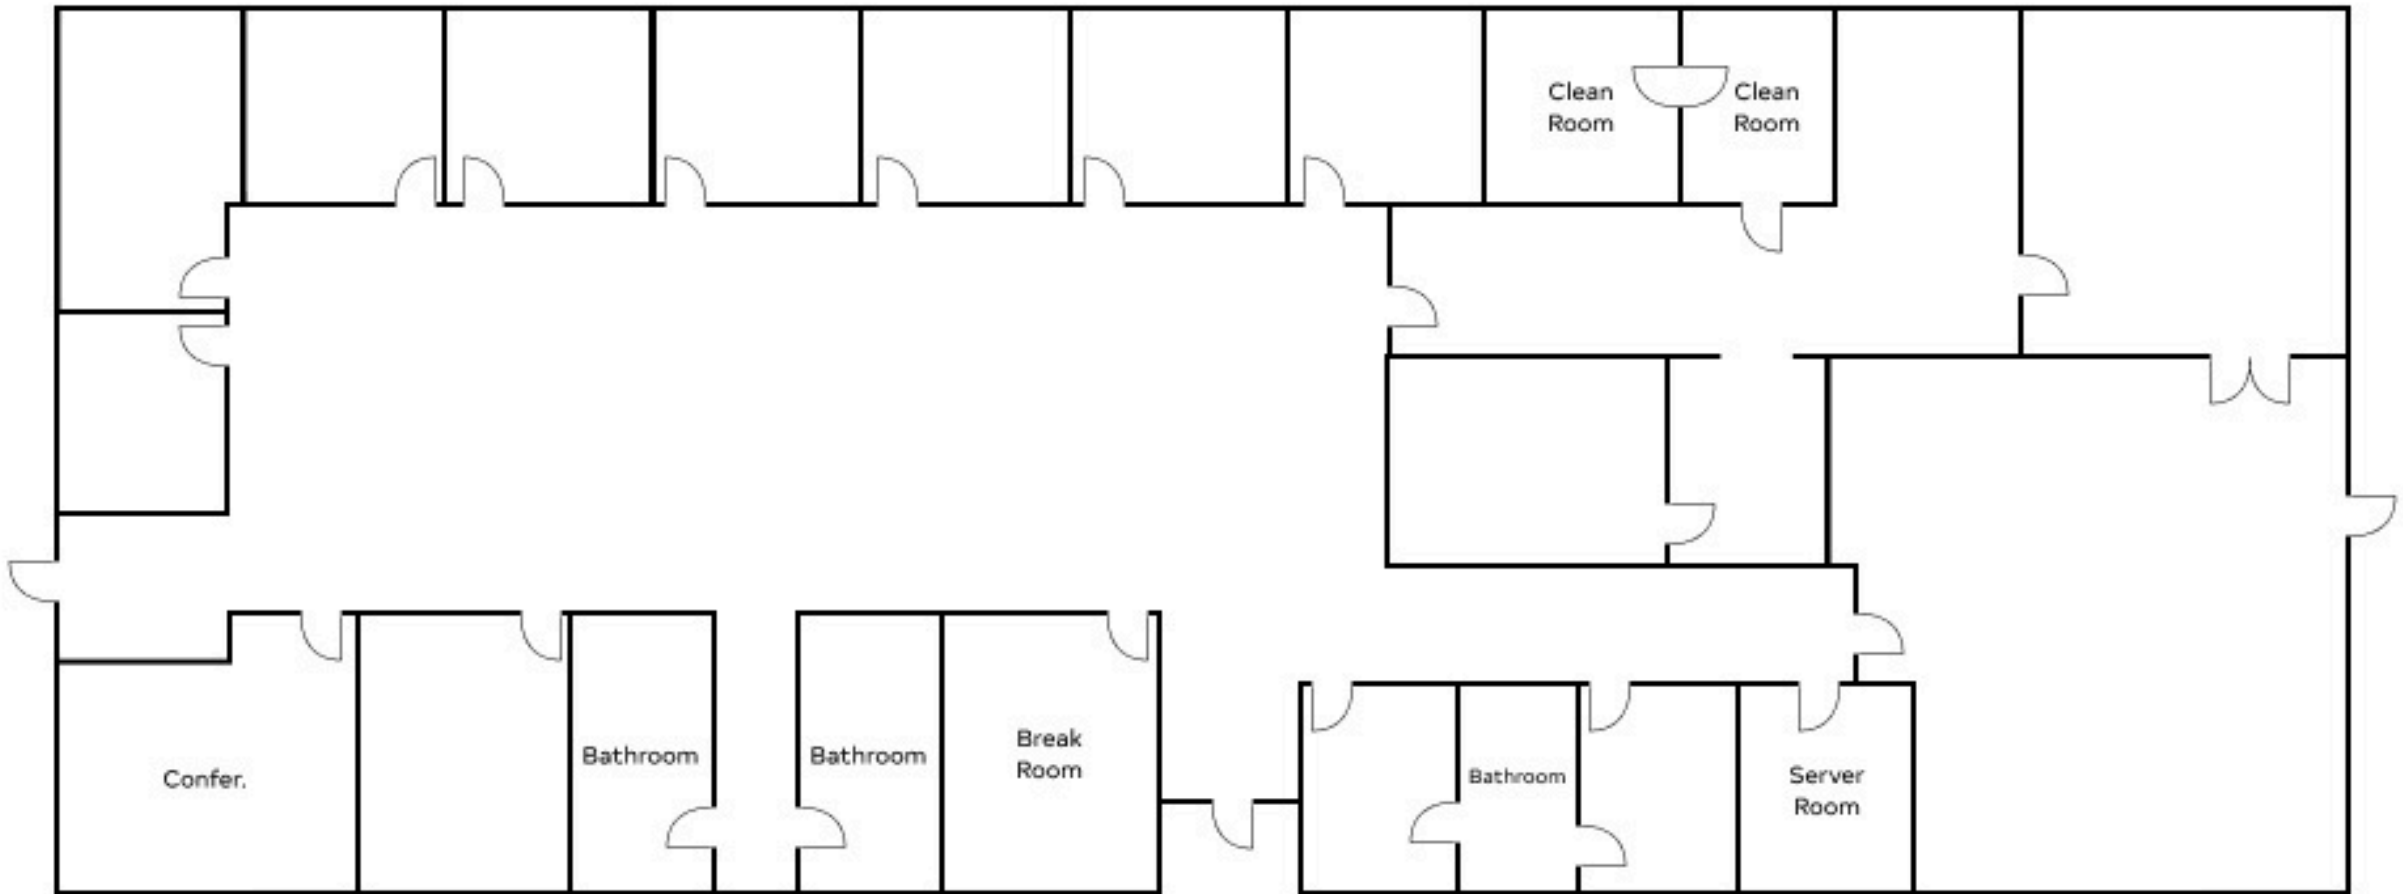 Clean
Room
Clean
Room
Confer.
Bathroom
Bathroom
Break
Room
Bathroom
Server
Room